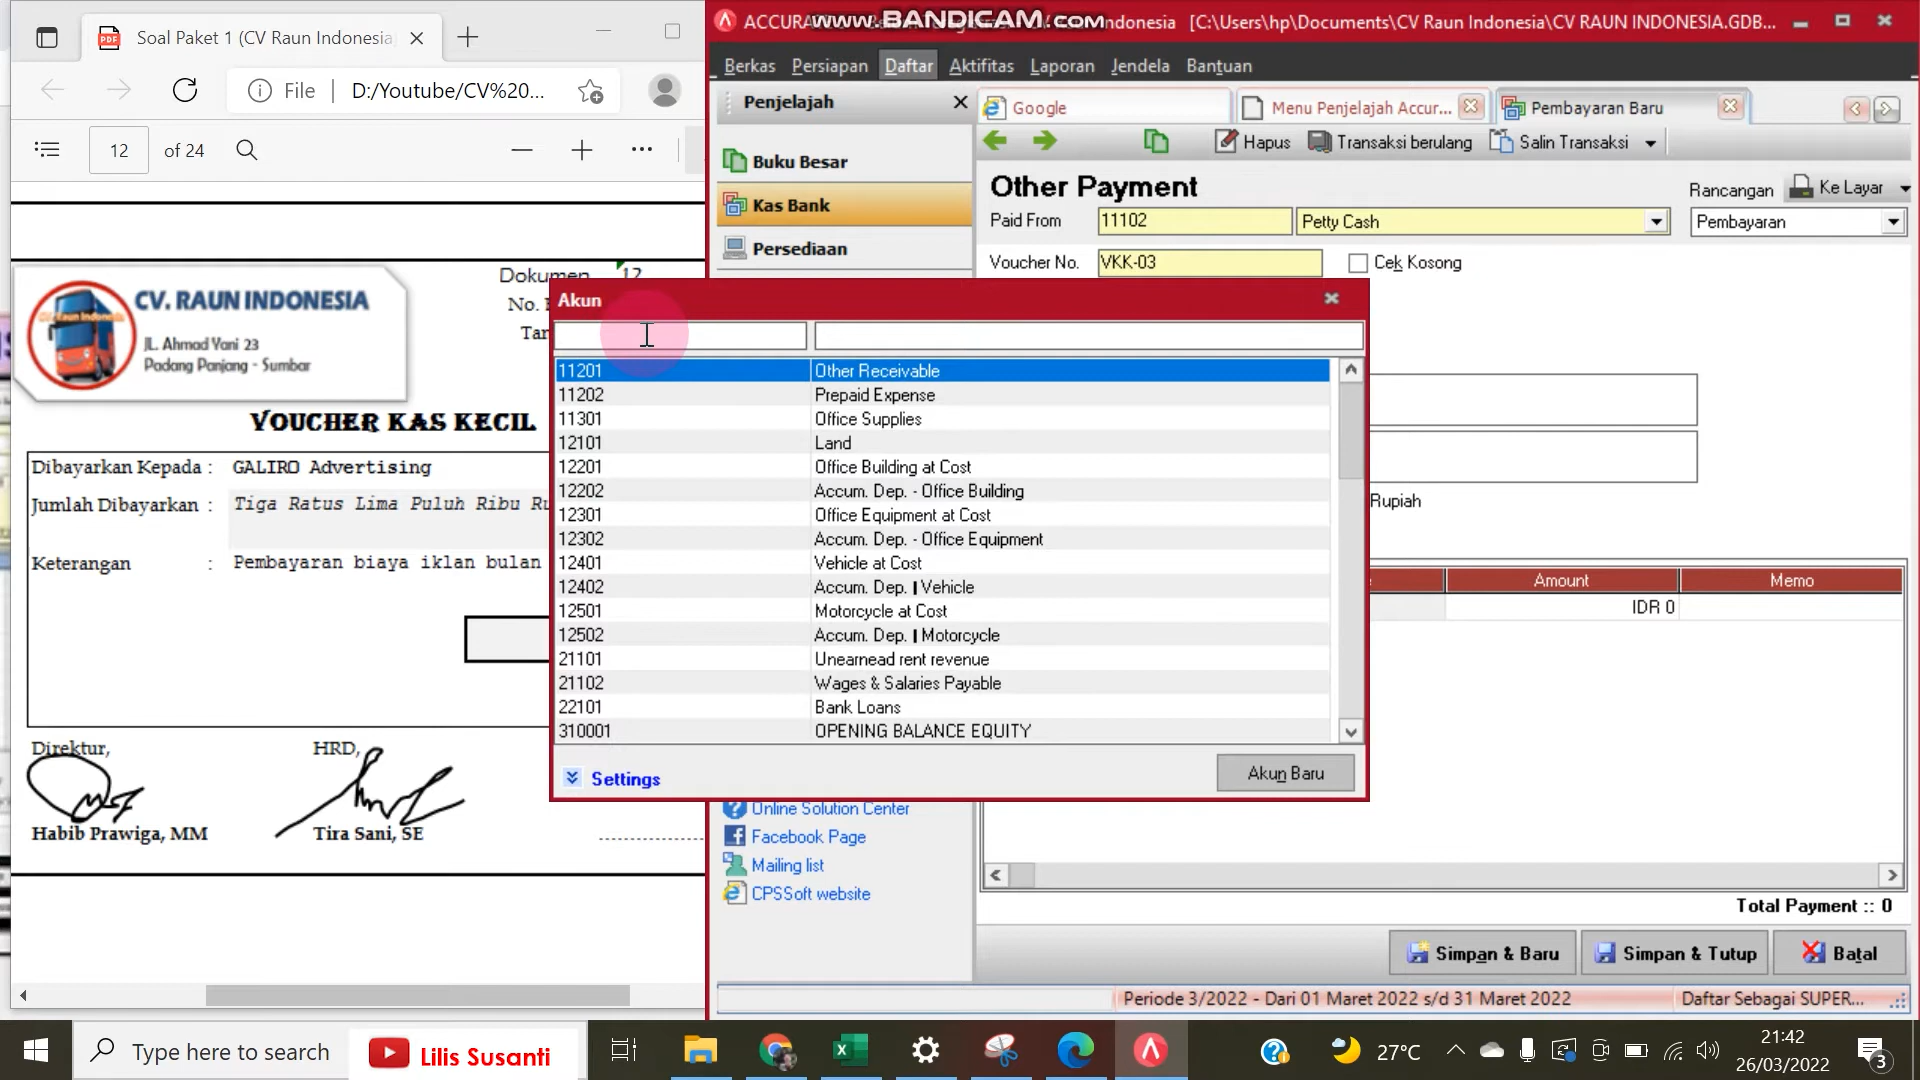 www.BANDICAM.com
Soal Paket 1 (CV Raun Indonesia
File
D:/Youtube/CV%20...
12
of 24
Dokumen
12
No.
CV. RAUN INDONESIA
JL. Ahmad Yani 23
Padang Panjang - Sumbar
VOUCHER KAS KECIL
Dibayarkan Kepada :
GALIRO Advertising
Jumlah Dibayarkan :
Tiga Ratus Lima Puluh Ribu
Keterangan :
Pembayaran biaya iklan bulan
Direktur,
HRD,
Habib Prawiga, MM
Tira Sani, SE
ndonesia [C:\Users\hp\Documents\CV Raun Indonesia\CV RAUN INDONESIA.GDB...
Berkas
Persiapan
Daftar
Aktifitas
Laporan
Jendela
Bantuan
Penjelajah
Buku Besar
Kas Bank
Persediaan
Google
Menu Penjelajah Accur...
Pembayaran Baru
Hapus
Transaksi berulang
Salin Transaksi
Other Payment
Rancangan
Ke Layar
Paid From
11102
Petty Cash
Pembayaran
Voucher No.
VKK-03
Cek Kosong
Akun
11201 Other Receivable
11202 Prepaid Expense
11301 Office Supplies
12101 Land
12201 Office Building at Cost
12202 Accum. Dep. - Office Building
12301 Office Equipment at Cost
12302 Accum. Dep. - Office Equipment
12401 Vehicle at Cost
12402 Accum. Dep. | Vehicle
12501 Motorcycle at Cost
12502 Accum. Dep. | Motorcycle
21101 Unearnead rent revenue
21102 Wages & Salaries Payable
22101 Bank Loans
310001 OPENING BALANCE EQUITY
Settings
Akun Baru
Rupiah
Amount
Memo
IDR 0
Online Solution Center
Facebook Page
Mailing list
CPSSoft website
Total Payment :: 0
Simpan & Baru
Simpan & Tutup
Batal
Periode 3/2022 - Dari 01 Maret 2022 s/d 31 Maret 2022
Daftar Sebagai SUPER...
Type here to search
Lilis Susanti
27°C
21:42
26/03/2022
3